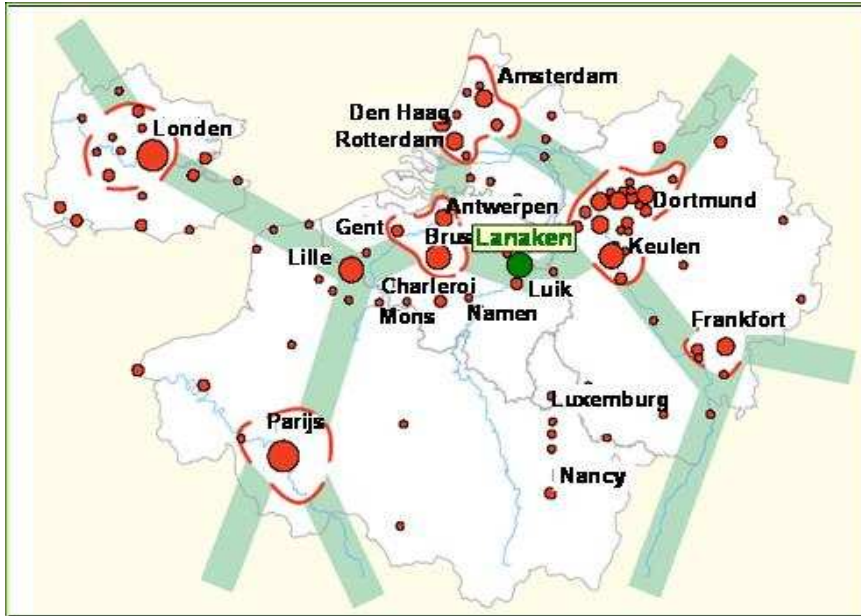 Amsterdam
Den Haag
Rotterdam
Londen
Dortmund
Antwerpen
Gent
Brus
Lanaken
Keulen
Lille
Charleroi
Luik
Mons
Namen
Frankfort
Luxemburg
Parijs
Nancy